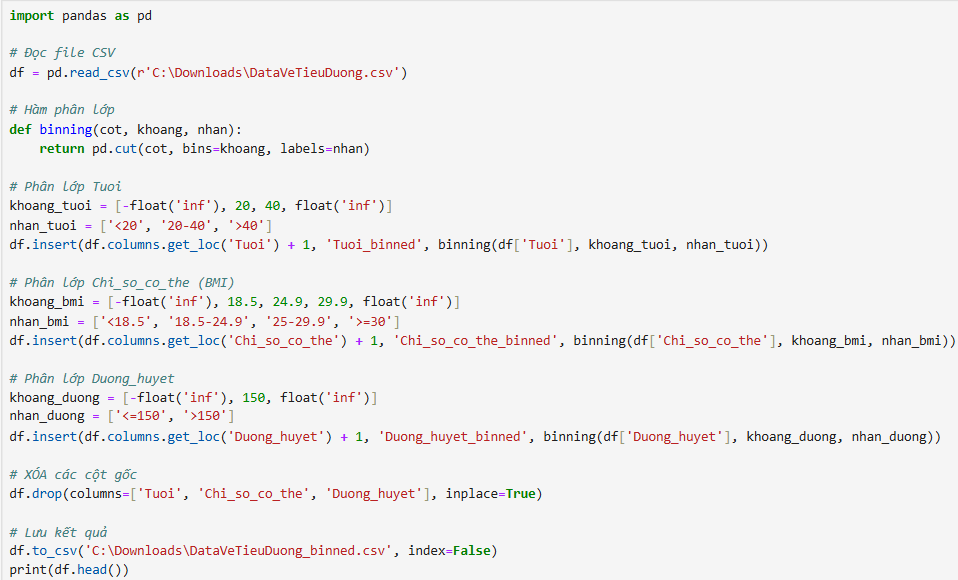 import pandas as pd
# Đọc file CSV
df = pd.read_csv(r'C:\Downloads\DataVeTieuDuong.csv')
# Hàm phân lớp
def binning(cot, khoang, nhan):
    return pd.cut(cot, bins=khoang, labels=nhan)
# Phân lớp Tuoi
khoang_tuoi = [-float('inf'), 20, 40, float('inf')]
nhan_tuoi = ['<20', '20-40', '>40']
df.insert(df.columns.get_loc('Tuoi') + 1, 'Tuoi_binned', binning(df['Tuoi'], khoang_tuoi, nhan_tuoi))
# Phân lớp Chi_so_co_the (BMI)
khoang_bmi = [-float('inf'), 18.5, 24.9, 29.9, float('inf')]
nhan_bmi = ['<18.5', '18.5-24.9', '25-29.9', '>=30']
df.insert(df.columns.get_loc('Chi_so_co_the') + 1, 'Chi_so_co_the_binned', binning(df['Chi_so_co_the'], khoang_bmi, nhan_bmi))
# Phân lớp Duong_huyet
khoang_duong = [-float('inf'), 150, float('inf')]
nhan_duong = ['<=150', '>150']
df.insert(df.columns.get_loc('Duong_huyet') + 1, 'Duong_huyet_binned', binning(df['Duong_huyet'], khoang_duong, nhan_duong))
# XÓA các cột gốc
df.drop(columns=['Tuoi', 'Chi_so_co_the', 'Duong_huyet'], inplace=True)
# Lưu kết quả
df.to_csv('C:\Downloads\DataVeTieuDuong_binned.csv', index=False)
print(df.head())